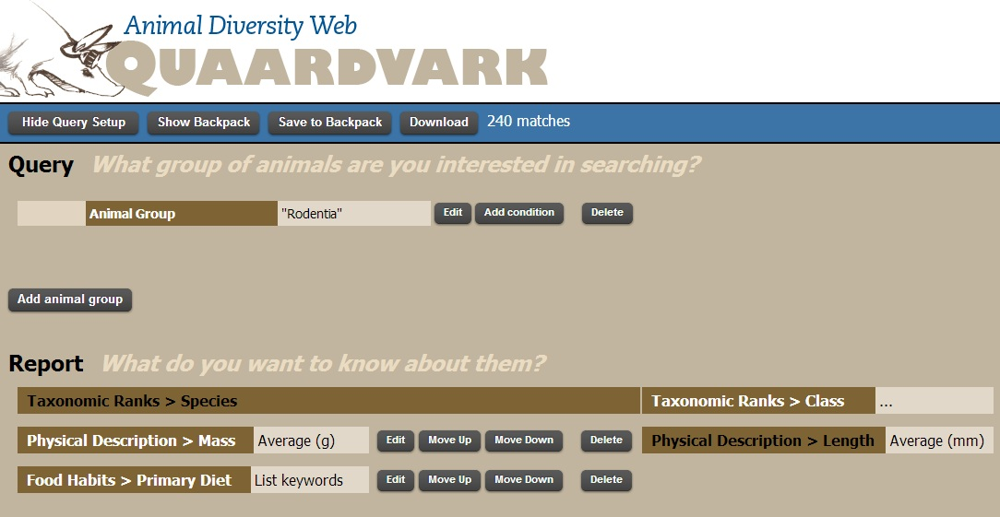 Animal Diversity Web
QUAARDVARK
Hide Query Setup Show Backpack Save to Backpack Download 240 matches
Query What group of animals are you interested in searching?
Animal Group "Rodentia" Edit Add condition Delete
Add animal group
Report What do you want to know about them?
Taxonomic Ranks > Species Taxonomic Ranks > Class ...
Physical Description > Mass Average (g) Edit Move Up Move Down Delete Physical Description > Length Average (mm)
Food Habits > Primary Diet List keywords Edit Move Up Move Down Delete